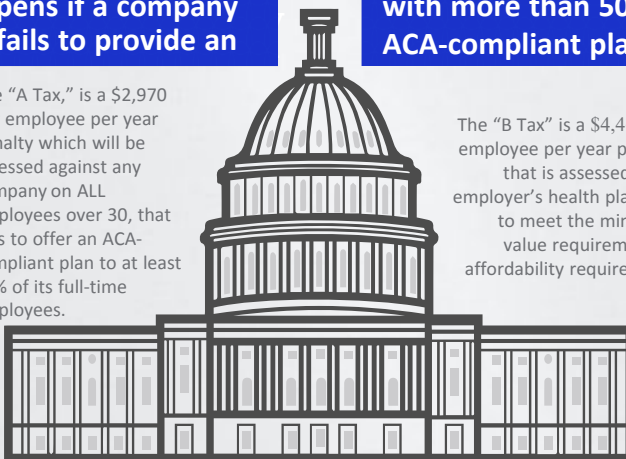 pens if a company
fails to provide an
with more than 50
ACA-compliant pla
e “A Tax,” is a $2,970
employee per year
nalty which will be
essed against any
mpany on ALL
ployees over 30, that
s to offer an ACA-
mpliant plan to at least
% of its full-time
ployees.
The “B Tax” is a $4,4
employee per year p
that is assessed
employer’s health pla
to meet the min
value requirem
affordability require